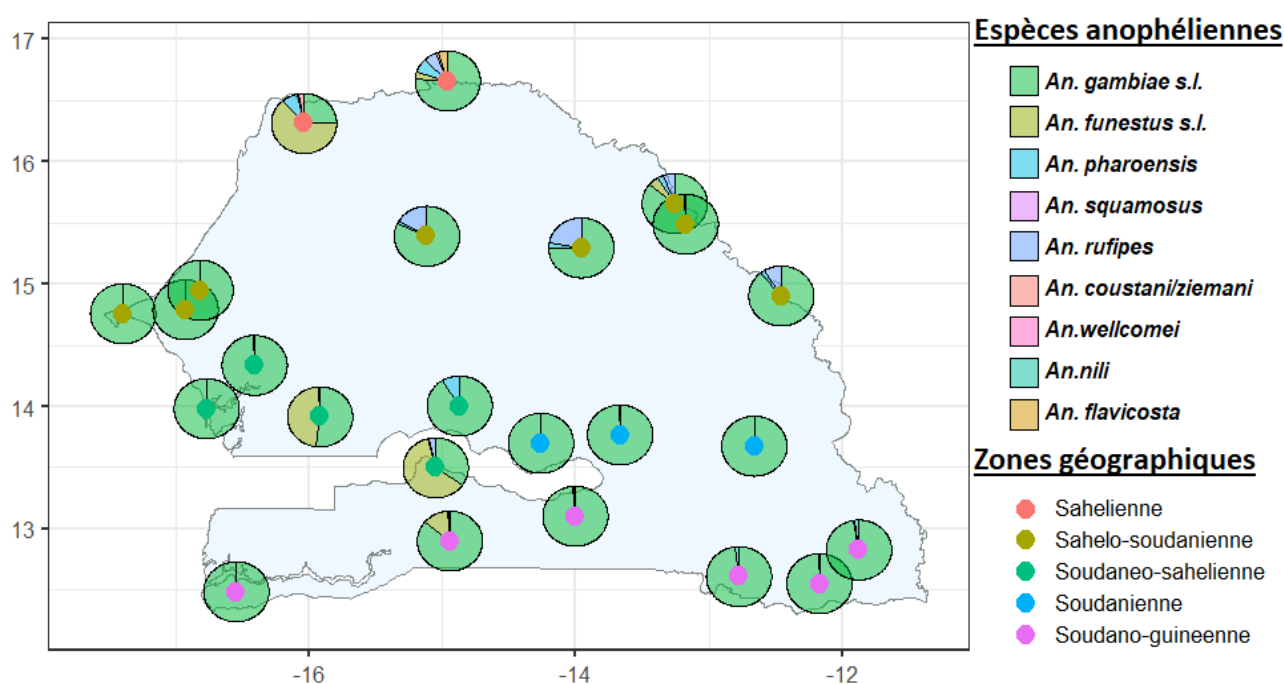 Espèces anophéliennes
An. gambiae s.l.
An. funestus s.l.
An. pharoensis
An. squamosus
An. rufipes
An. coustani/ziemani
An.wellcomei
An.nili
An. flavicosta
Zones géographiques
Sahelienne
Sahelo-soudanienne
Soudaneo-sahelienne
Soudanienne
Soudano-guineenne
17
16
15
14
13
-16
-14
-12